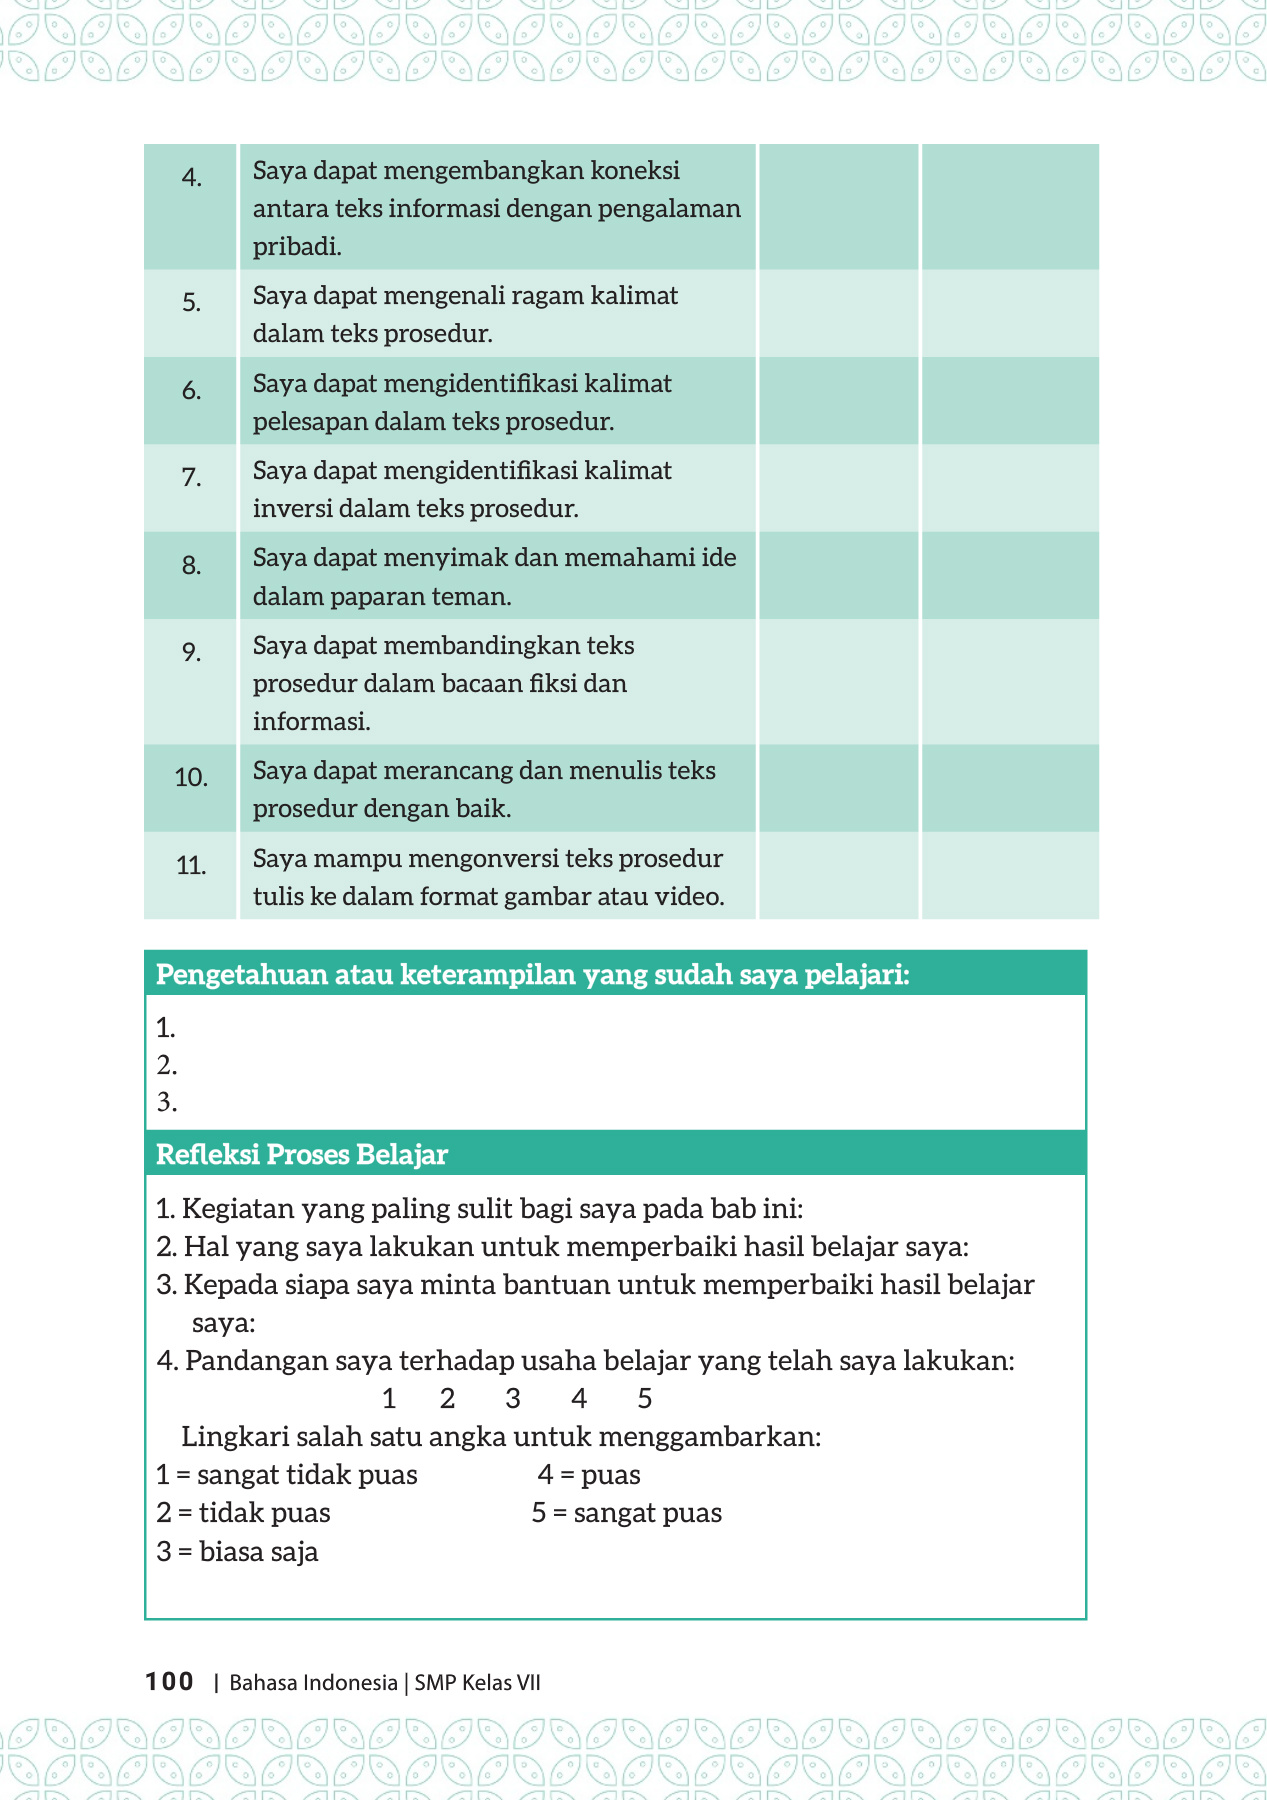 4. Saya dapat mengembangkan koneksi
antara teks informasi dengan pengalaman
pribadi.
5. Saya dapat mengenali ragam kalimat
dalam teks prosedur.
6. Saya dapat mengidentifikasi kalimat
pelesapan dalam teks prosedur.
7. Saya dapat mengidentifikasi kalimat
inversi dalam teks prosedur.
8. Saya dapat menyimak dan memahami ide
dalam paparan teman.
9. Saya dapat membandingkan teks
prosedur dalam bacaan fiksi dan
informasi.
10. Saya dapat merancang dan menulis teks
prosedur dengan baik.
11. Saya mampu mengonversi teks prosedur
tulis ke dalam format gambar atau video.
Pengetahuan atau keterampilan yang sudah saya pelajari:
1.
2.
3.
Refleksi Proses Belajar
1. Kegiatan yang paling sulit bagi saya pada bab ini:
2. Hal yang saya lakukan untuk memperbaiki hasil belajar saya:
3. Kepada siapa saya minta bantuan untuk memperbaiki hasil belajar
saya:
4. Pandangan saya terhadap usaha belajar yang telah saya lakukan:
1 2 3 4 5
Lingkari salah satu angka untuk menggambarkan:
1 = sangat tidak puas 4 = puas
2 = tidak puas 5 = sangat puas
3 = biasa saja
100 | Bahasa Indonesia | SMP Kelas VII